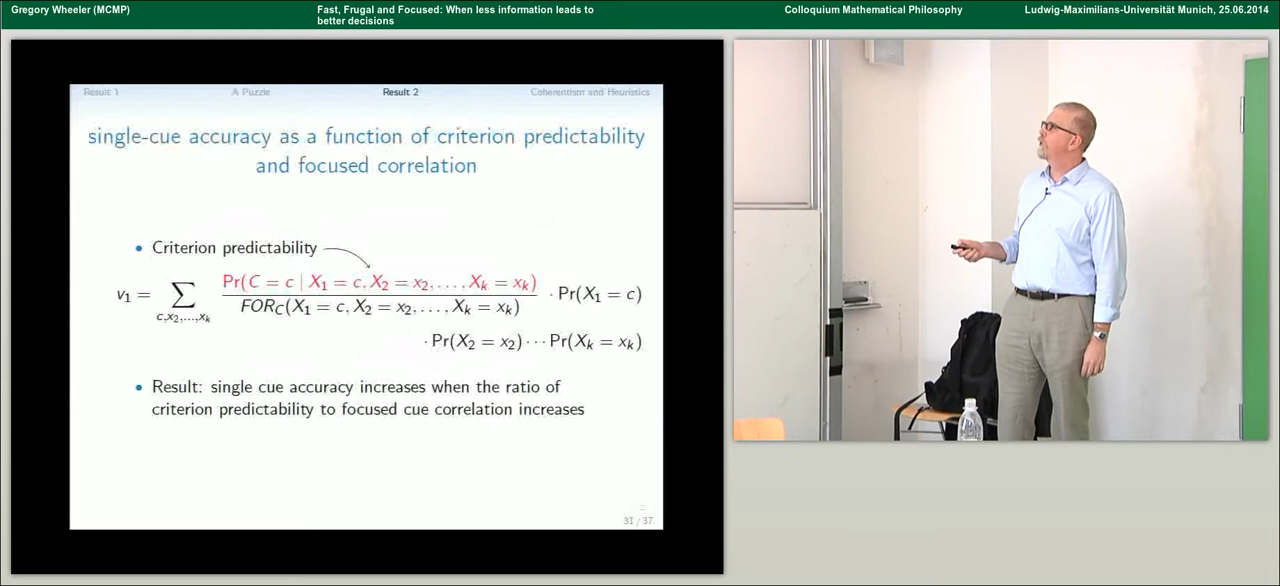 Gregory Wheeler (MCMP)
Fast, Frugal and Focused: When less information leads to
better decisions
Colloquium Mathematical Philosophy
Ludwig-Maximilians-Universität Munich, 25.06.2014
Result 1
A Puzzle
Result 2
Coherentism and Heuristics
single-cue accuracy as a function of criterion predictability
and focused correlation
• Criterion predictability
v₁ = ∑_{c,x₂,...,xₖ} Pr(C = c | X₁ = c, X₂ = x₂, . . . , Xₖ = xₖ) / FOR_C(X₁ = c, X₂ = x₂, . . . , Xₖ = xₖ) · Pr(X₁ = c)
· Pr(X₂ = x₂) · · · Pr(Xₖ = xₖ)
• Result: single cue accuracy increases when the ratio of
criterion predictability to focused cue correlation increases
31 / 37